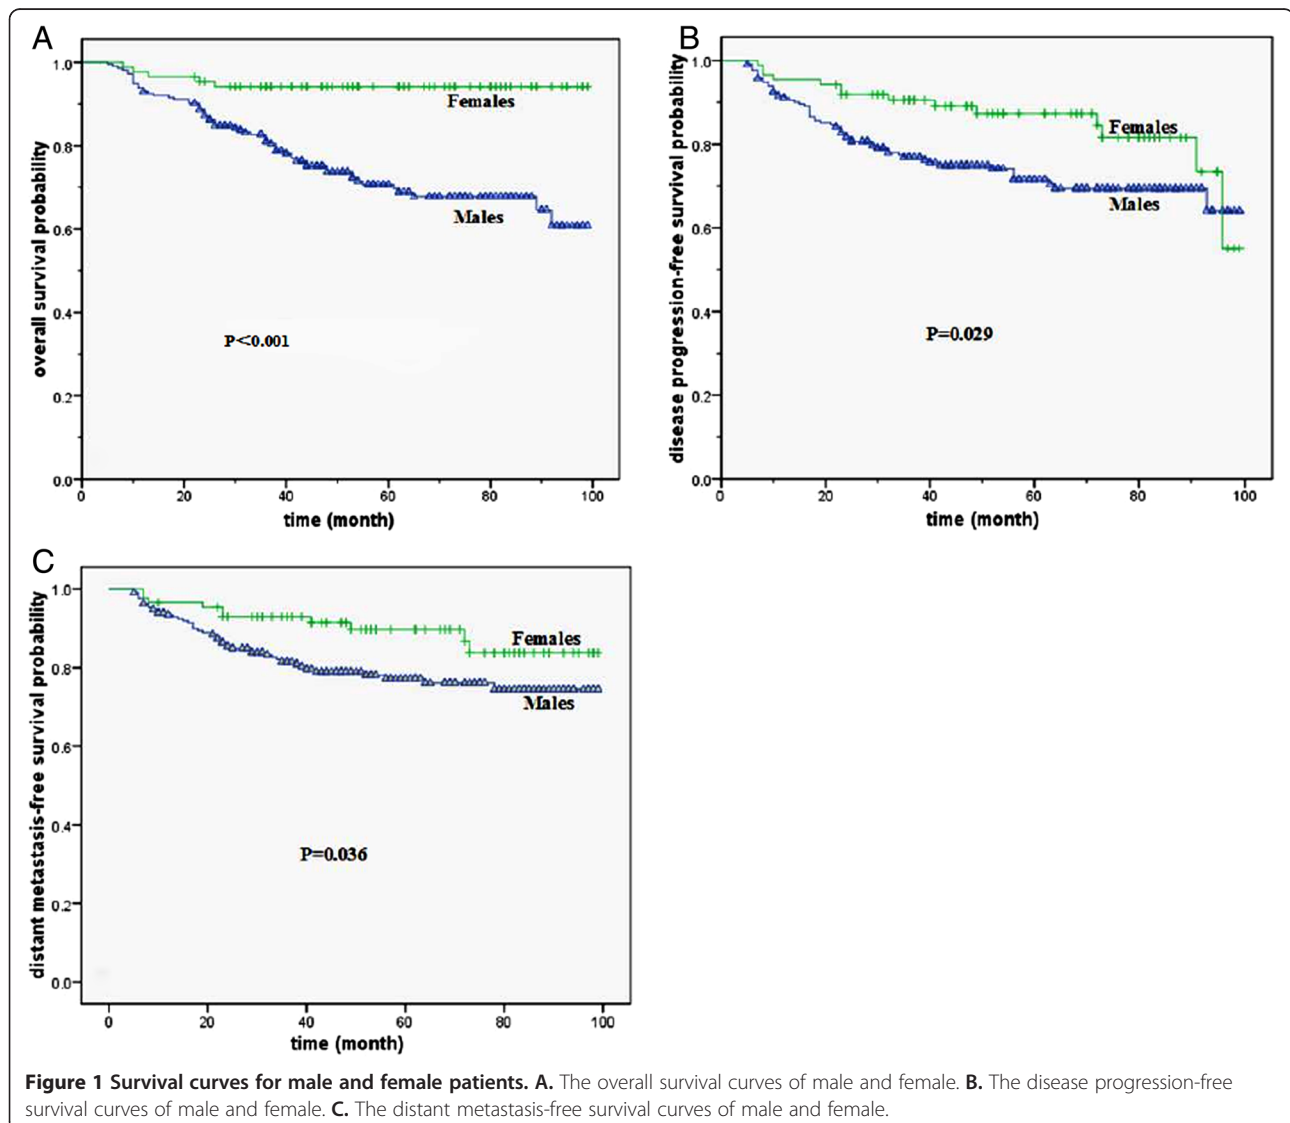 A
overall survival probability
1.0
0.8
0.6
0.4
0.2
0.0
Females
Males
P<0.001
0 20 40 60 80 100
time (month)
B
disease progression-free survival probability
1.0
0.8
0.6
0.4
0.2
0.0
Females
Males
P=0.029
0 20 40 60 80 100
time (month)
C
distant metastasis-free survival probability
1.0
0.8
0.6
0.4
0.2
0.0
Females
Males
P=0.036
0 20 40 60 80 100
time (month)
Figure 1 Survival curves for male and female patients. A. The overall survival curves of male and female. B. The disease progression-free
survival curves of male and female. C. The distant metastasis-free survival curves of male and female.